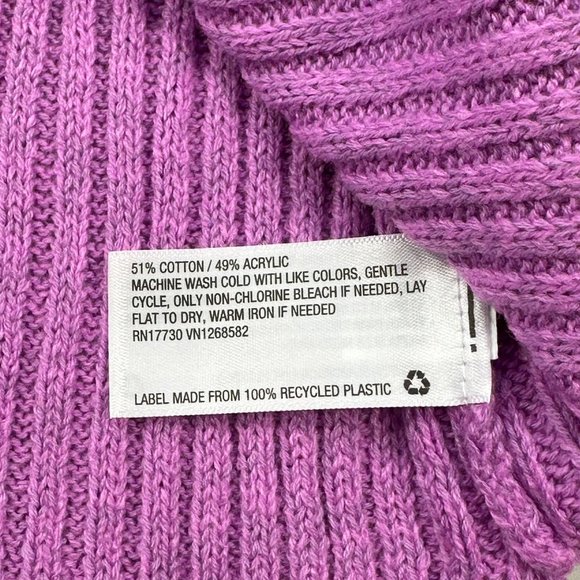 51% COTTON / 49% ACRYLIC
MACHINE WASH COLD WITH LIKE COLORS, GENTLE
CYCLE, ONLY NON-CHLORINE BLEACH IF NEEDED, LAY
FLAT TO DRY, WARM IRON IF NEEDED
RN17730 VN1268582
LABEL MADE FROM 100% RECYCLED PLASTIC